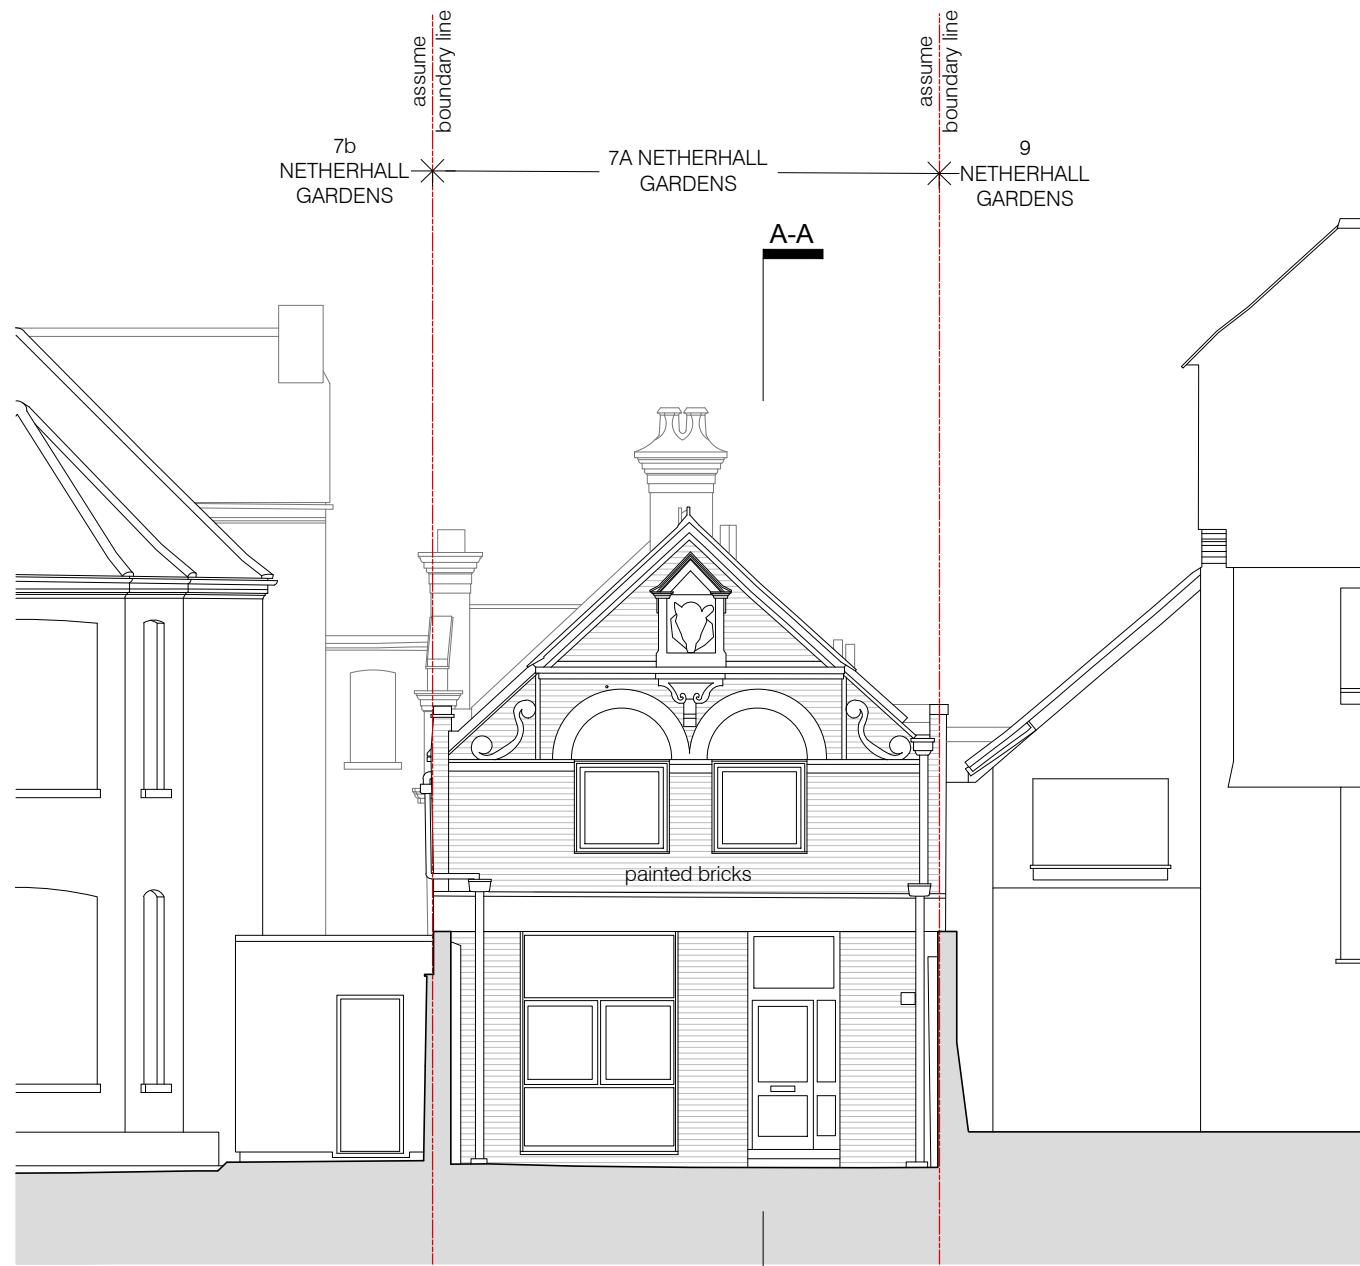 assume
boundary line
assume
boundary line
7b
NETHERHALL
GARDENS
7A NETHERHALL
GARDENS
9
NETHERHALL
GARDENS
A-A
painted bricks